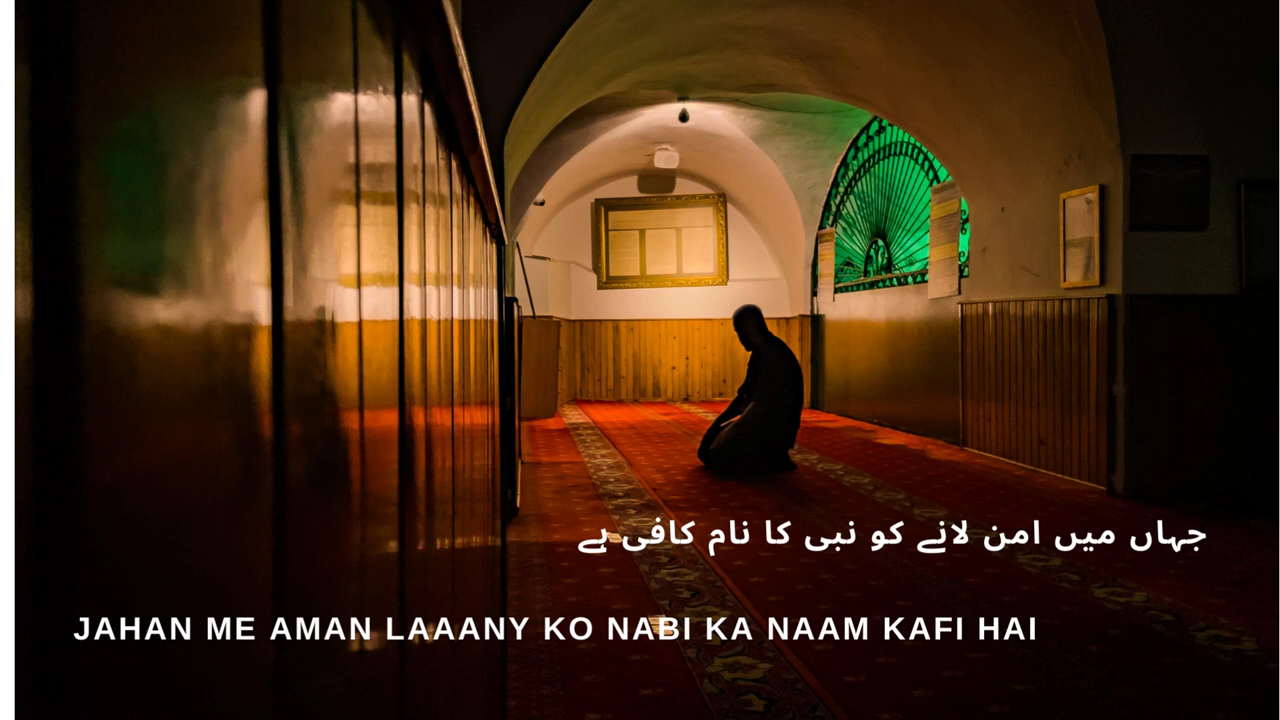 جہاں میں امن لانے کو نبی کا نام کافی ہے
JAHAN ME AMAN LAAANY KO NABI KA NAAM KAFI HAI